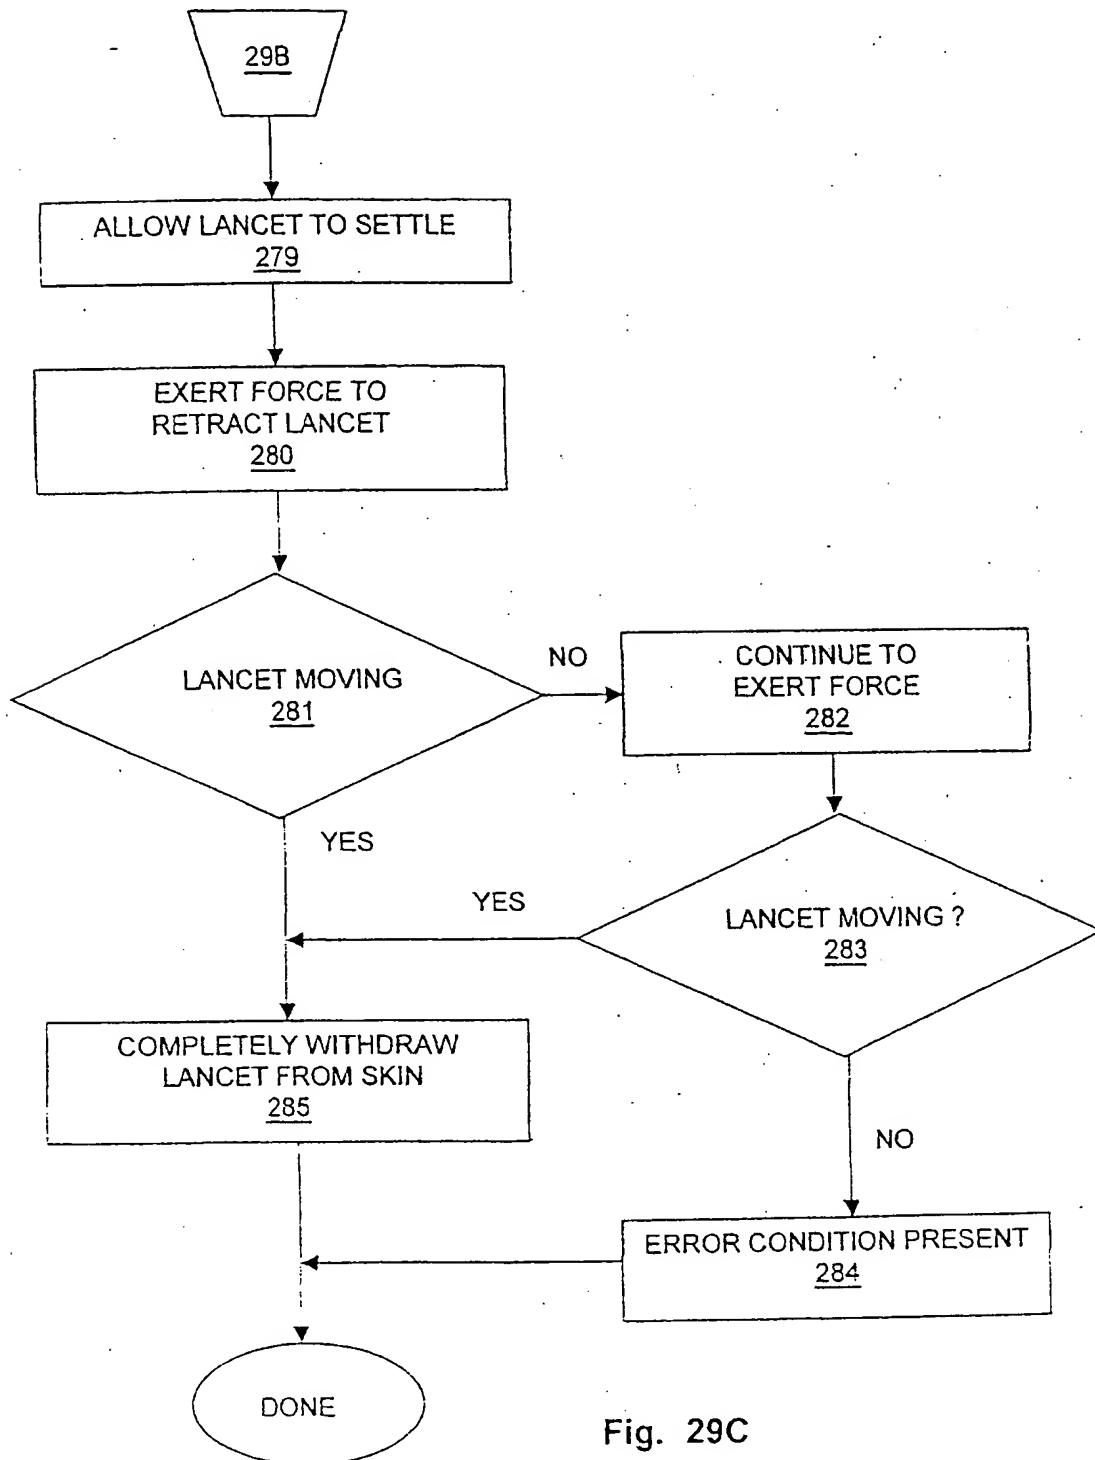 29B
ALLOW LANCET TO SETTLE
279
EXERT FORCE TO
RETRACT LANCET
280
LANCET MOVING
281
NO
CONTINUE TO
EXERT FORCE
282
YES
YES
LANCET MOVING ?
283
COMPLETELY WITHDRAW
LANCET FROM SKIN
285
NO
ERROR CONDITION PRESENT
284
DONE
Fig. 29C